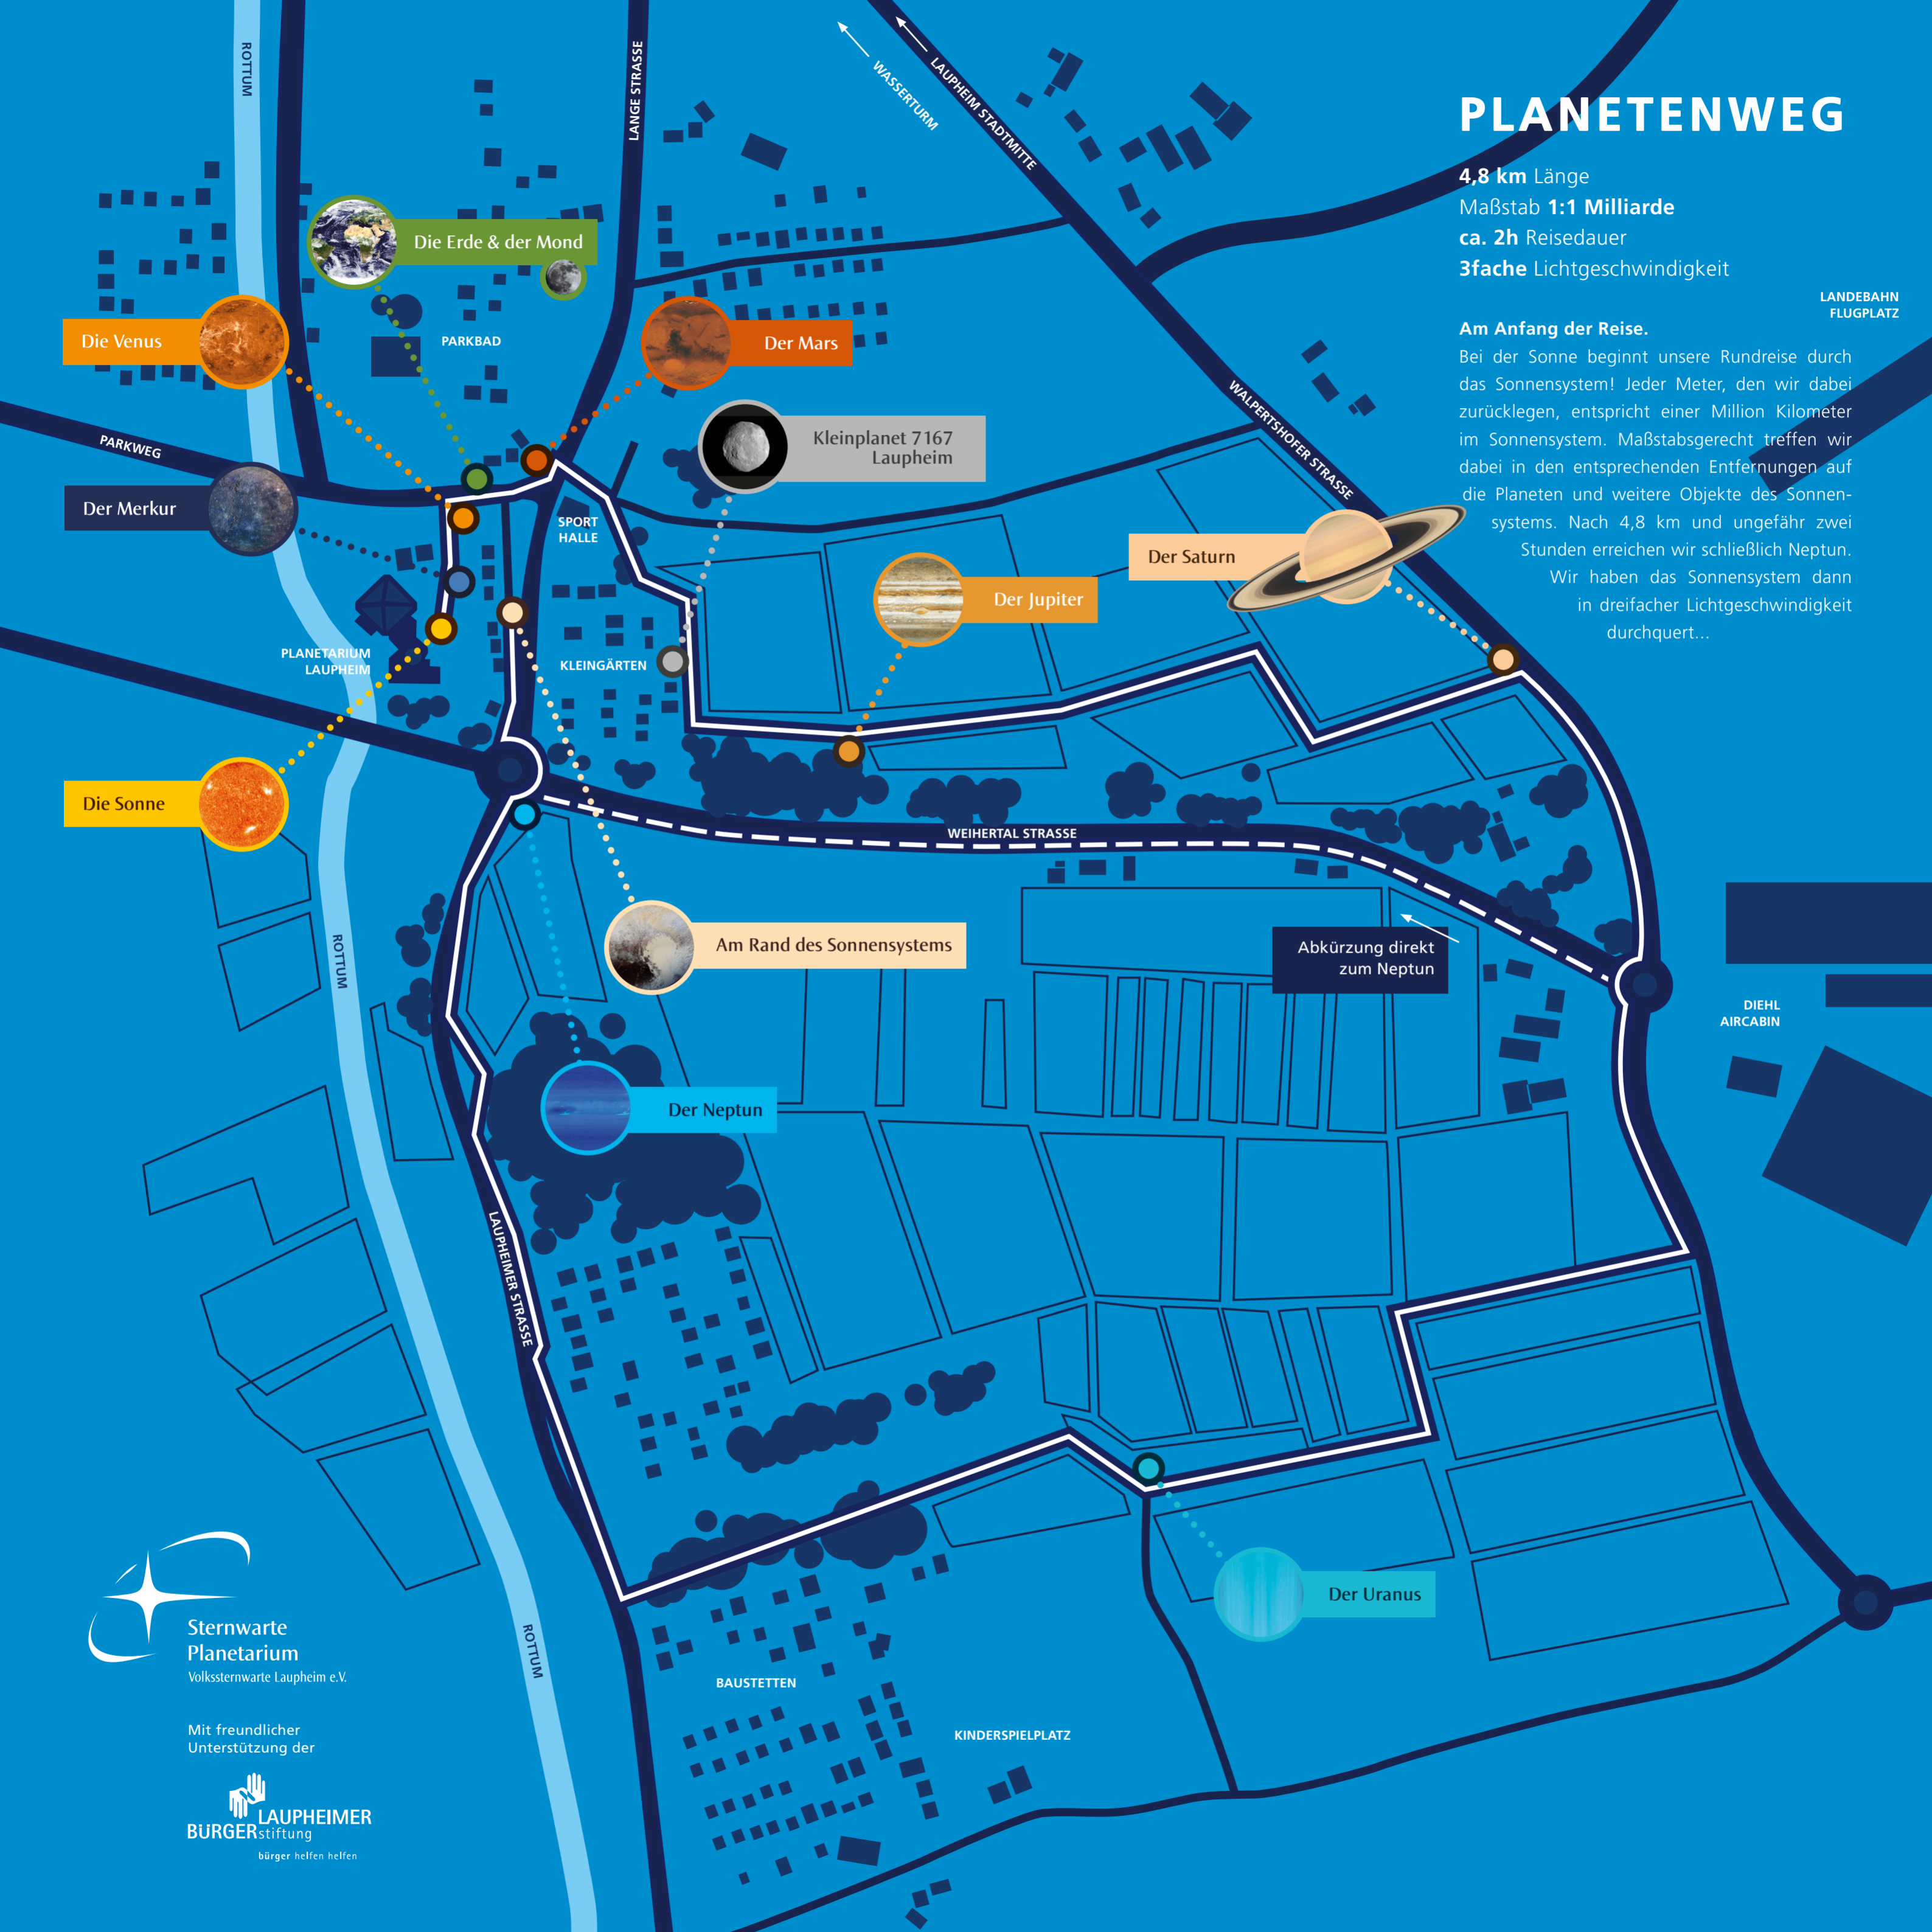 PLANETENWEG
4,8 km Länge
Maßstab 1:1 Milliarde
ca. 2h Reisedauer
3fache Lichtgeschwindigkeit
LANDEBAHN
FLUGPLATZ
Am Anfang der Reise.
Bei der Sonne beginnt unsere Rundreise durch
das Sonnensystem! Jeder Meter, den wir dabei
zurücklegen, entspricht einer Million Kilometer
im Sonnensystem. Maßstabsgerecht treffen wir
dabei in den entsprechenden Entfernungen auf
die Planeten und weitere Objekte des Sonnen-
systems. Nach 4,8 km und ungefähr zwei
Stunden erreichen wir schließlich Neptun.
Wir haben das Sonnensystem dann
in dreifacher Lichtgeschwindigkeit
durchquert...
ROTTUM
LANGE STRASSE
WASSERTURM
LAUPHEIM STADTMITTE
Die Erde & der Mond
Die Venus
PARKBAD
Der Mars
WALPERTSHOFER STRASSE
PARKWEG
Kleinplanet 7167
Laupheim
Der Merkur
SPORT
HALLE
Der Saturn
Der Jupiter
PLANETARIUM
LAUPHEIM
KLEINGÄRTEN
Die Sonne
WEIHERTAL STRASSE
Am Rand des Sonnensystems
Abkürzung direkt
zum Neptun
ROTTUM
DIEHL
AIRCABIN
Der Neptun
LAUPHEIMER STRASSE
Der Uranus
Sternwarte
Planetarium
Volkssternwarte Laupheim e.V.
ROTTUM
BAUSTETTEN
KINDERSPIELPLATZ
Mit freundlicher
Unterstützung der
LAUPHEIMER
BÜRGERstiftung
bürger helfen helfen